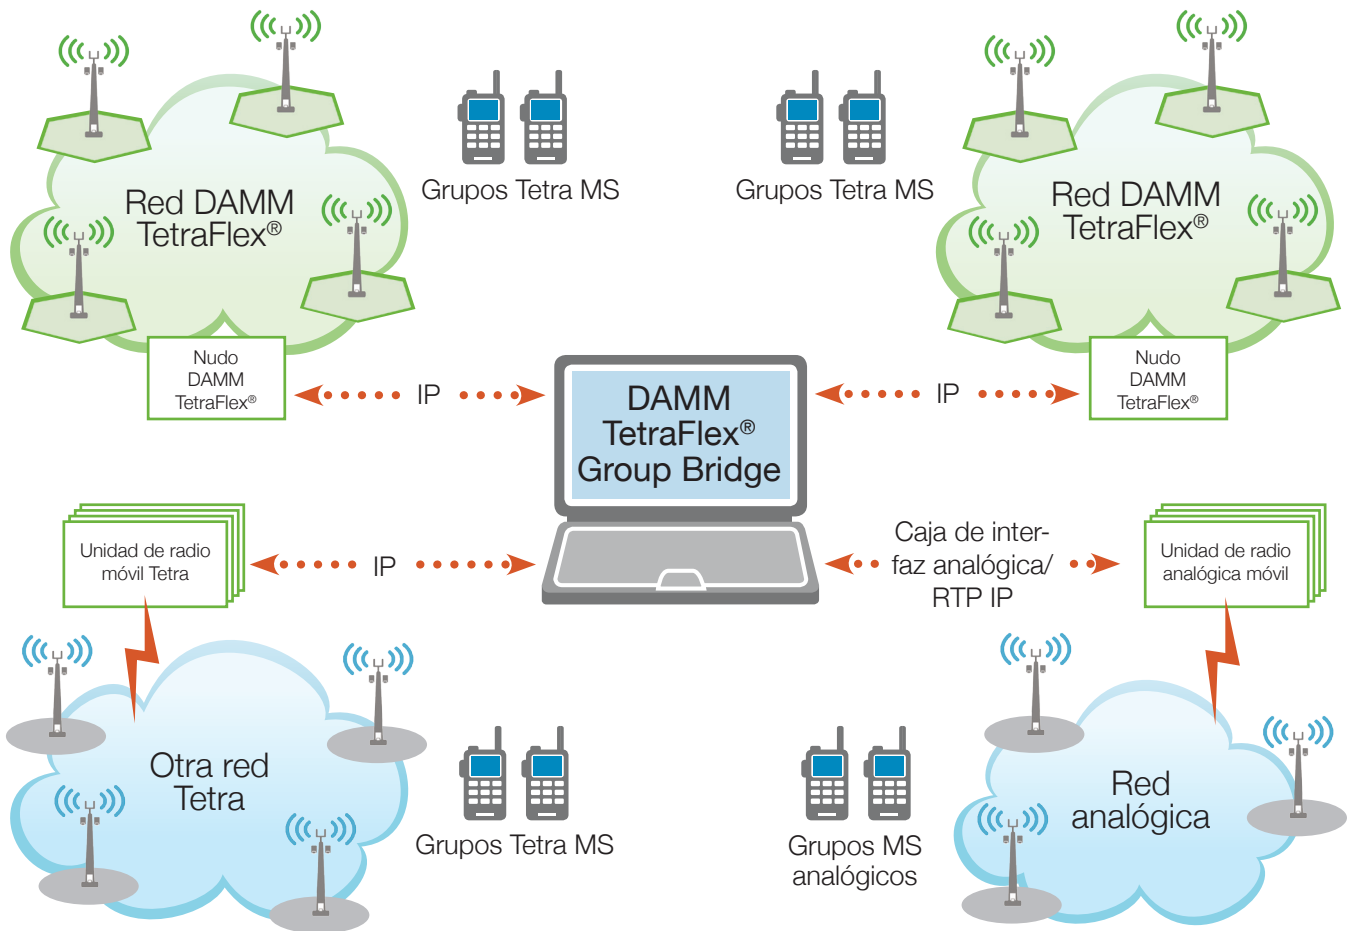 Grupos Tetra MS
Grupos Tetra MS
Red DAMM
TetraFlex®
Red DAMM
TetraFlex®
Nudo
DAMM
TetraFlex®
IP
DAMM
TetraFlex®
Group Bridge
IP
Nudo
DAMM
TetraFlex®
Unidad de radio
móvil Tetra
IP
Caja de inter-
faz analógica/
RTP IP
Unidad de radio
analógica móvil
Otra red
Tetra
Grupos Tetra MS
Grupos MS
analógicos
Red
analógica